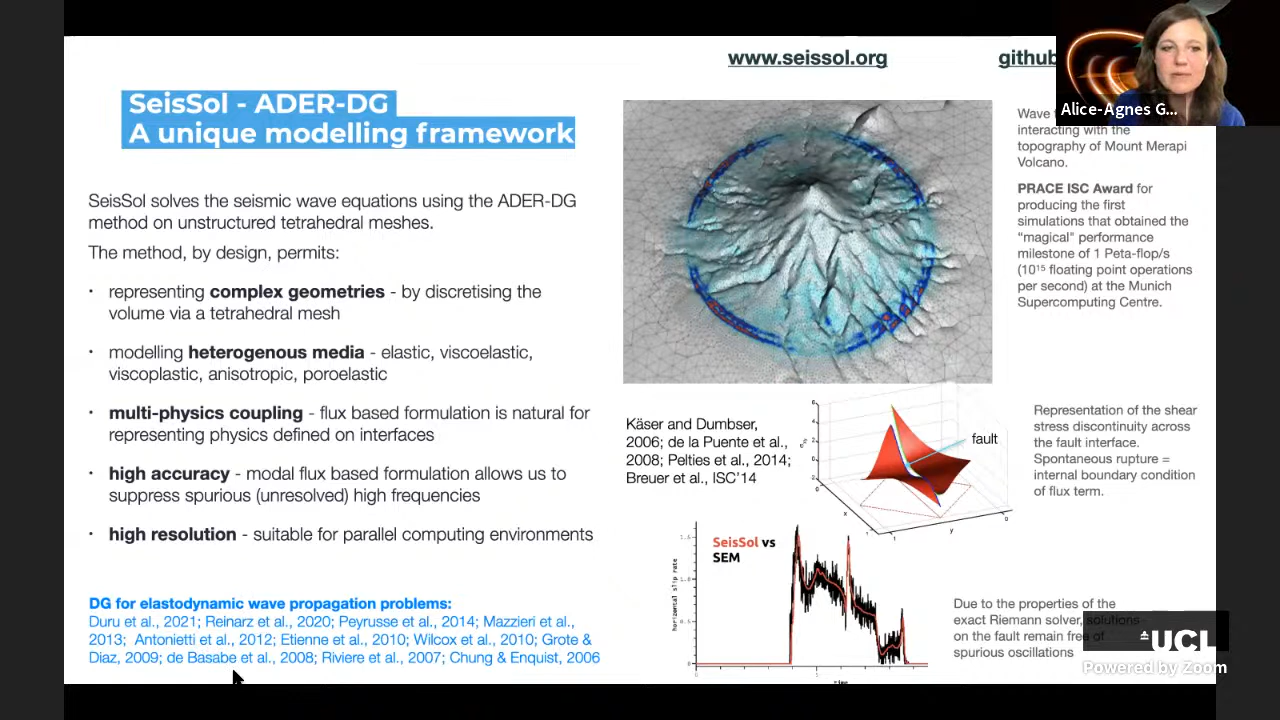 www.seissol.org
github
Alice-Agnes G...
SeisSol - ADER-DG
A unique modelling framework
SeisSol solves the seismic wave equations using the ADER-DG
method on unstructured tetrahedral meshes.
The method, by design, permits:
· representing complex geometries - by discretising the
volume via a tetrahedral mesh
· modelling heterogenous media - elastic, viscoelastic,
viscoplastic, anisotropic, poroelastic
· multi-physics coupling - flux based formulation is natural for
representing physics defined on interfaces
· high accuracy - modal flux based formulation allows us to
suppress spurious (unresolved) high frequencies
· high resolution - suitable for parallel computing environments
DG for elastodynamic wave propagation problems:
Duru et al., 2021; Reinarz et al., 2020; Peyrusse et al., 2014; Mazzieri et al.,
2013; Antonietti et al., 2012; Etienne et al., 2010; Wilcox et al., 2010; Grote &
Diaz, 2009; de Basabe et al., 2008; Riviere et al., 2007; Chung & Enquist, 2006
Wave
interacting with the
topography of Mount Merapi
Volcano.
PRACE ISC Award for
producing the first
simulations that obtained the
"magical" performance
milestone of 1 Peta-flop/s
(10¹⁵ floating point operations
per second) at the Munich
Supercomputing Centre.
Käser and Dumbser,
2006; de la Puente et al.,
2008; Pelties et al., 2014;
Breuer et al., ISC'14
fault
x
y
Representation of the shear
stress discontinuity across
the fault interface.
Spontaneous rupture =
internal boundary condition
of flux term.
SeisSol vs
SEM
horizontal slip rate
Due to the properties of the
exact Riemann solver, solutions
on the fault remain free of
spurious oscillations
UCL
Powered by Zoom